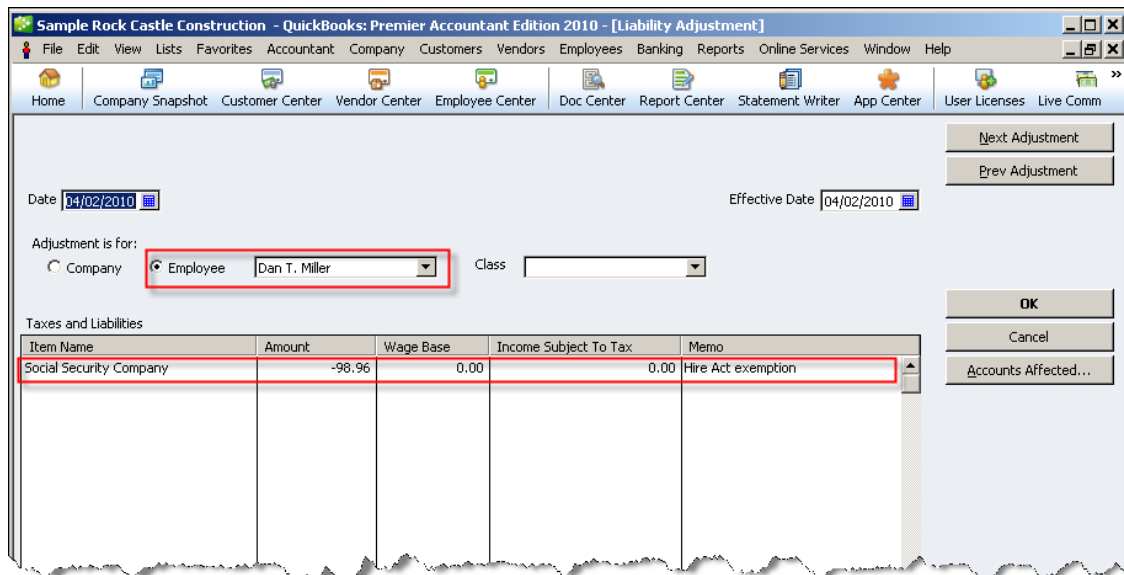 Sample Rock Castle Construction - QuickBooks: Premier Accountant Edition 2010 - [Liability Adjustment]
File Edit View Lists Favorites Accountant Company Customers Vendors Employees Banking Reports Online Services Window Help
Home Company Snapshot Customer Center Vendor Center Employee Center Doc Center Report Center Statement Writer App Center User Licenses Live Comm »
Next Adjustment
Prev Adjustment
Date 04/02/2010 Effective Date 04/02/2010
Adjustment is for:
Company Employee Dan T. Miller Class
OK
Taxes and Liabilities
Cancel
Item Name Amount Wage Base Income Subject To Tax Memo
Social Security Company -98.96 0.00 0.00 Hire Act exemption
Accounts Affected...